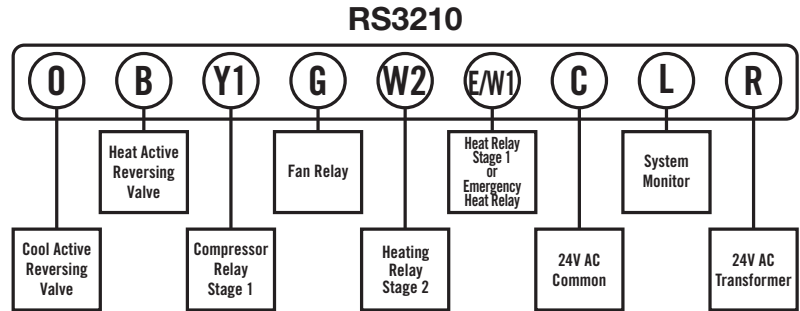 RS3210
O B Y1 G W2 E/W1 C L R
Heat Active
Reversing
Valve
Fan Relay
Heat Relay
Stage 1
or
Emergency
Heat Relay
System
Monitor
Cool Active
Reversing
Valve
Compressor
Relay
Stage 1
Heating
Relay
Stage 2
24V AC
Common
24V AC
Transformer